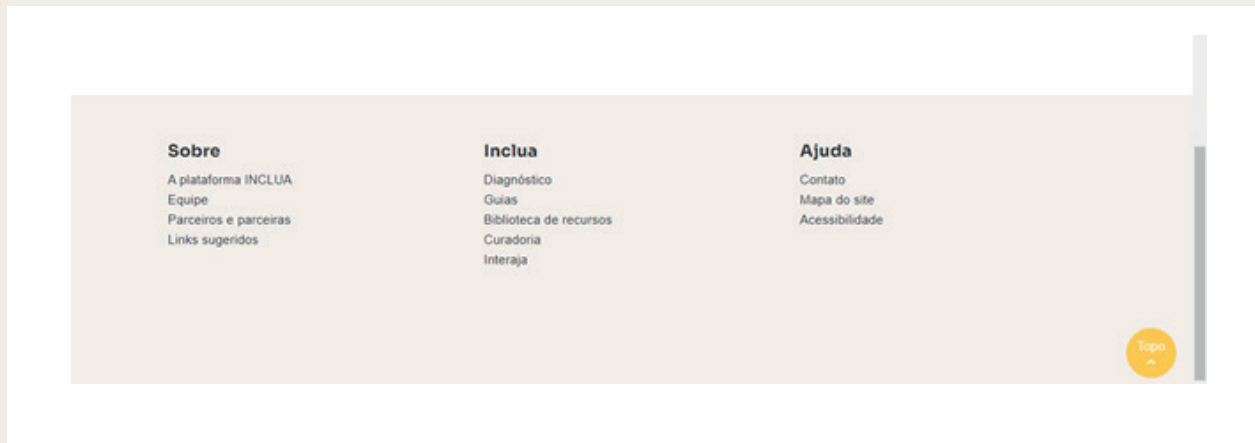 Sobre
A plataforma INCLUA
Equipe
Parceiros e parceiras
Links sugeridos
Inclua
Diagnóstico
Guias
Biblioteca de recursos
Curadoria
Interaja
Ajuda
Contato
Mapa do site
Acessibilidade
Topo